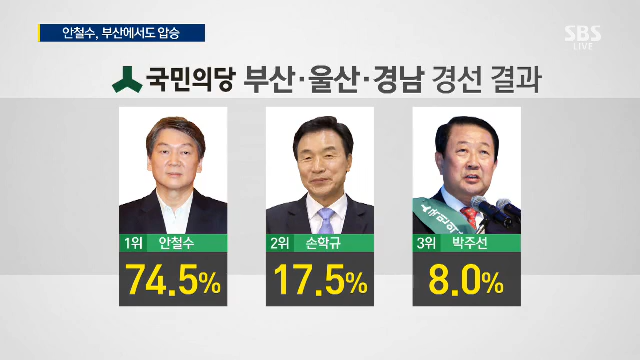 안철수, 부산에서도 압승
SBS
LIVE
국민의당 부산·울산·경남 경선 결과
1위 안철수
74.5%
2위 손학규
17.5%
3위 박주선
8.0%